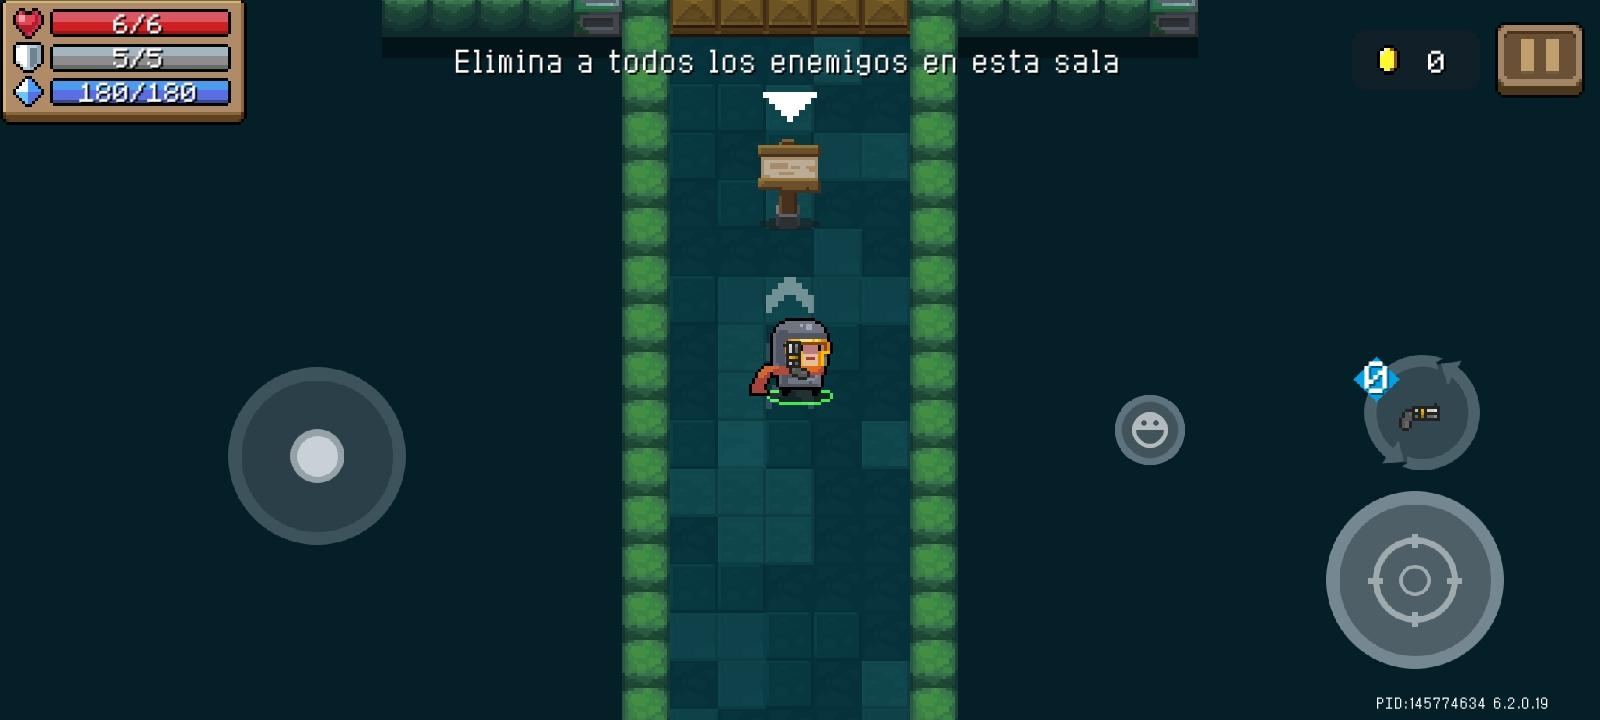 6/6
5/5
180/180
Elimina a todos los enemigos en esta sala
0
0
PID:145774634 6.2.0.19